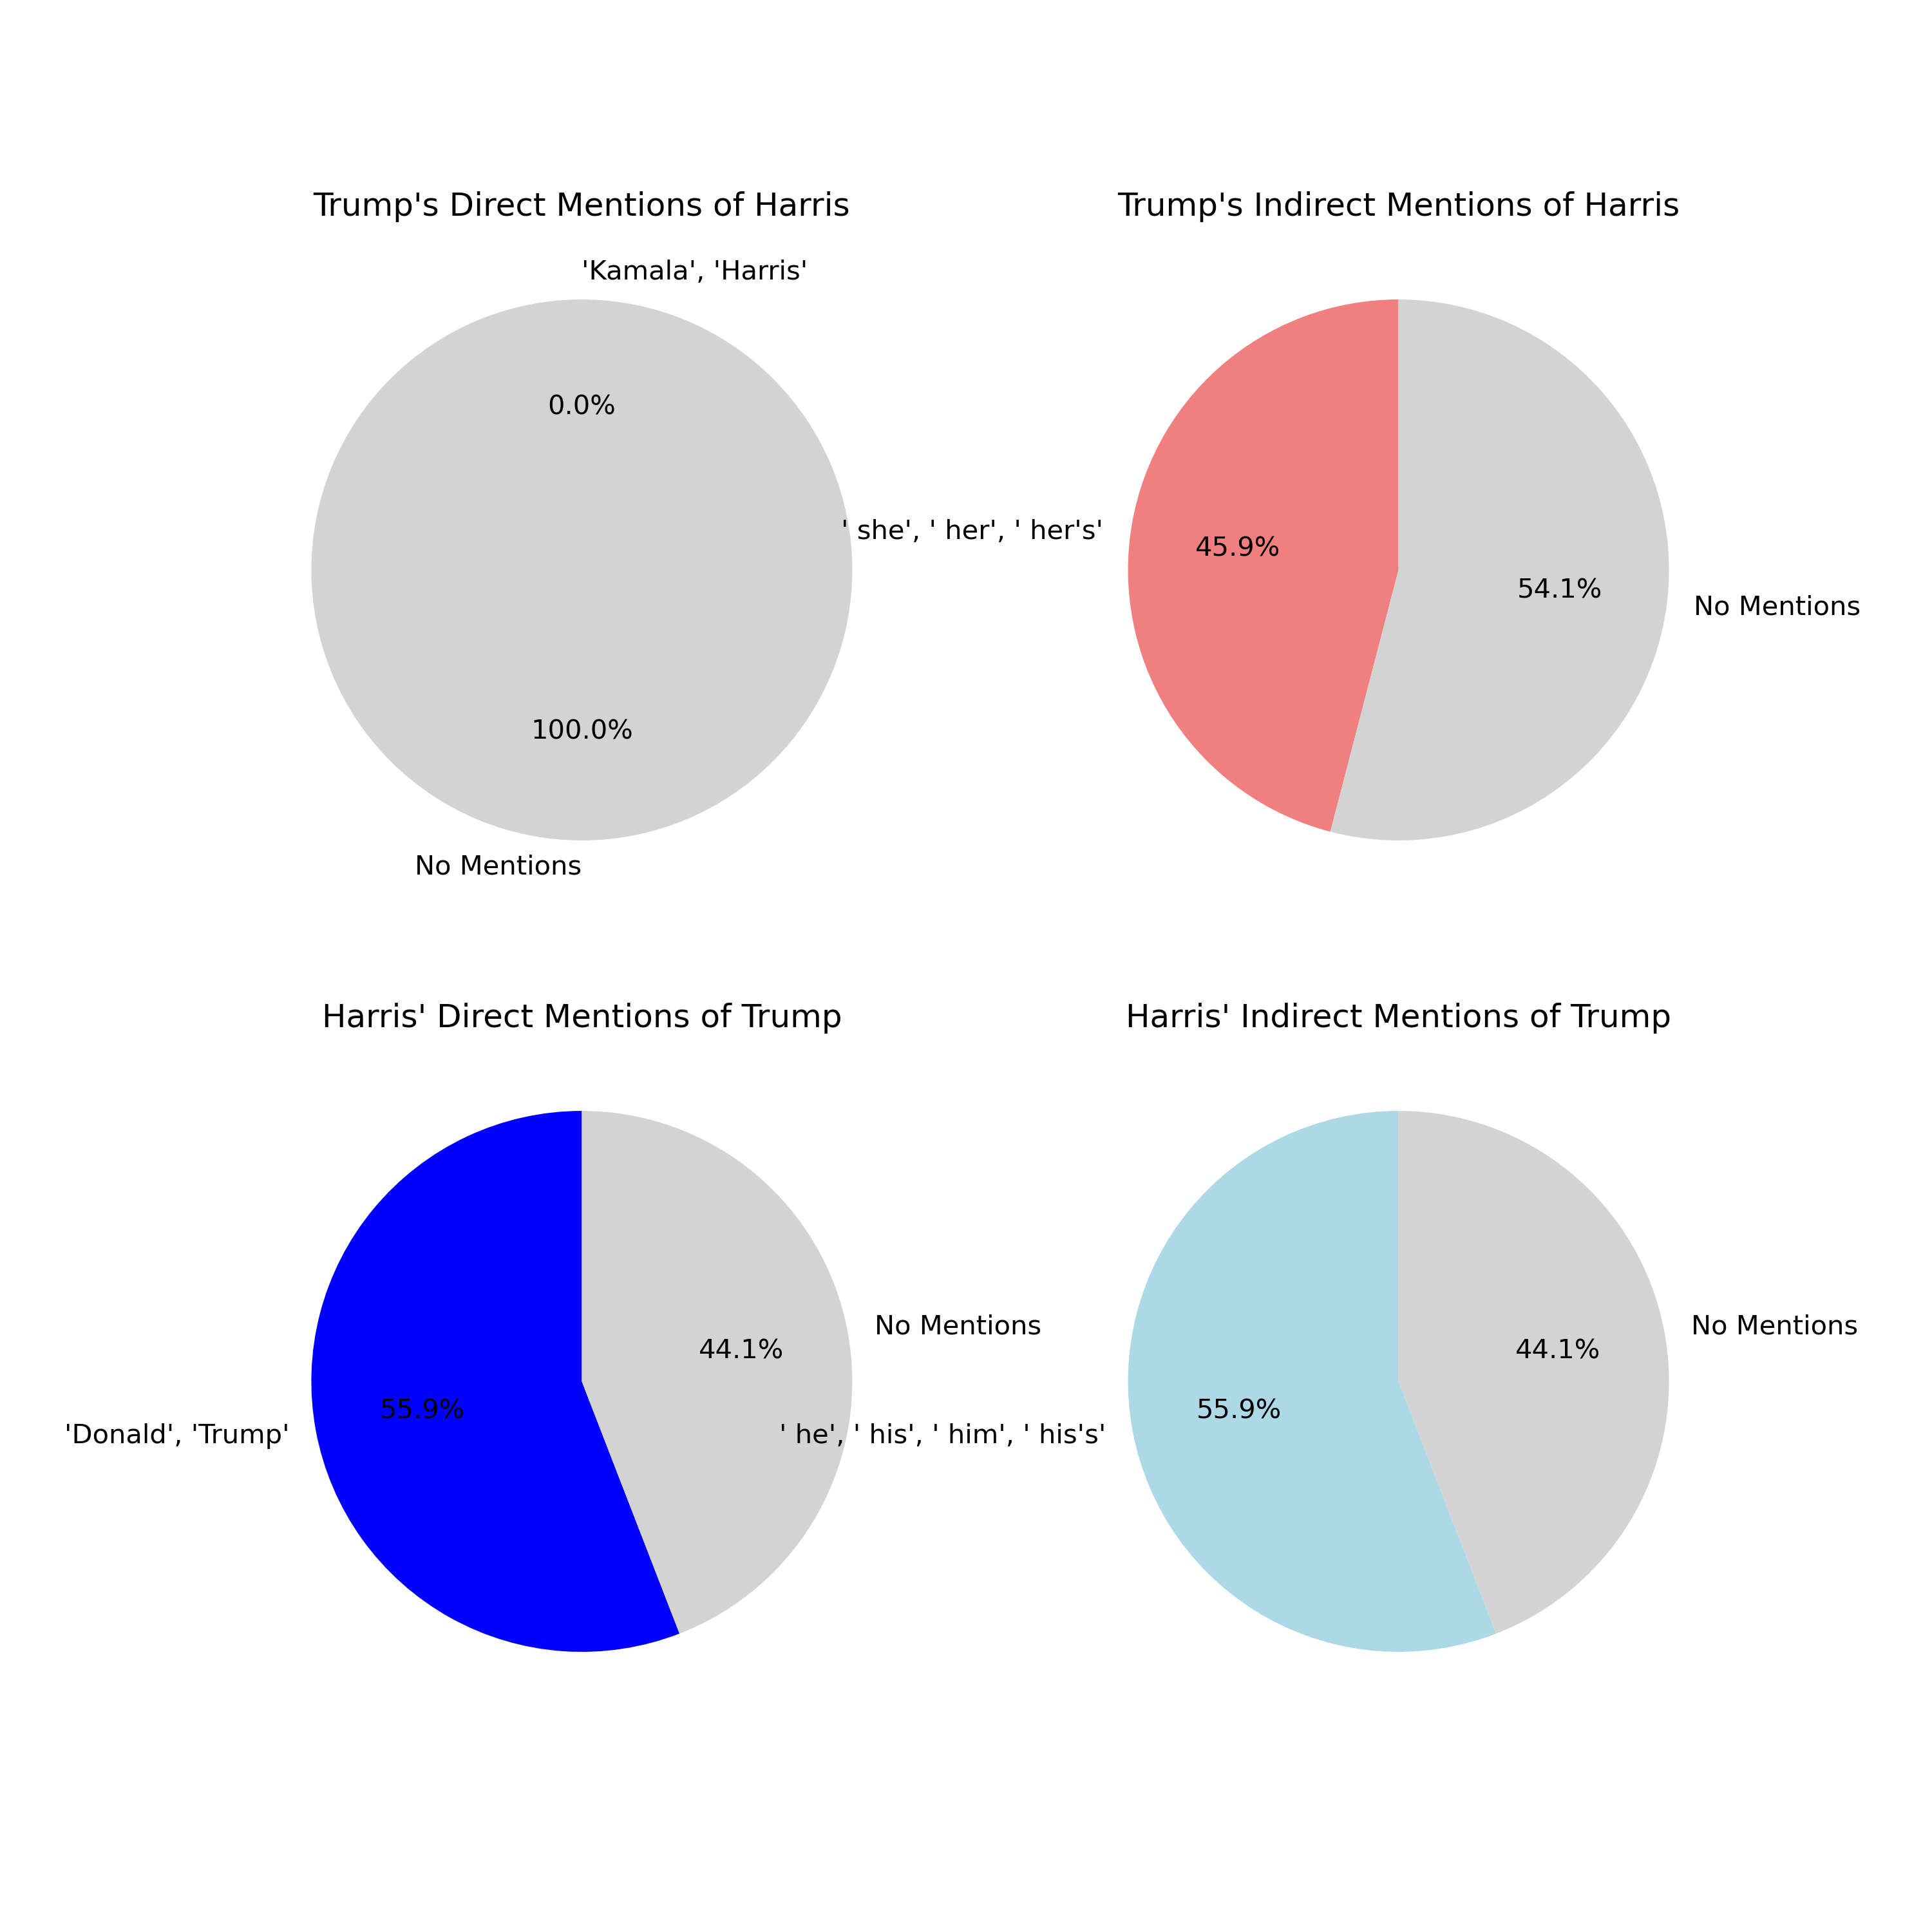 Trump's Direct Mentions of Harris
'Kamala', 'Harris'
0.0%
100.0%
No Mentions
Trump's Indirect Mentions of Harris
' she', ' her', ' her's'
45.9%
54.1%
No Mentions
Harris' Direct Mentions of Trump
44.1%
No Mentions
55.9%
'Donald', 'Trump'
Harris' Indirect Mentions of Trump
44.1%
No Mentions
55.9%
' he', ' his', ' him', ' his's'